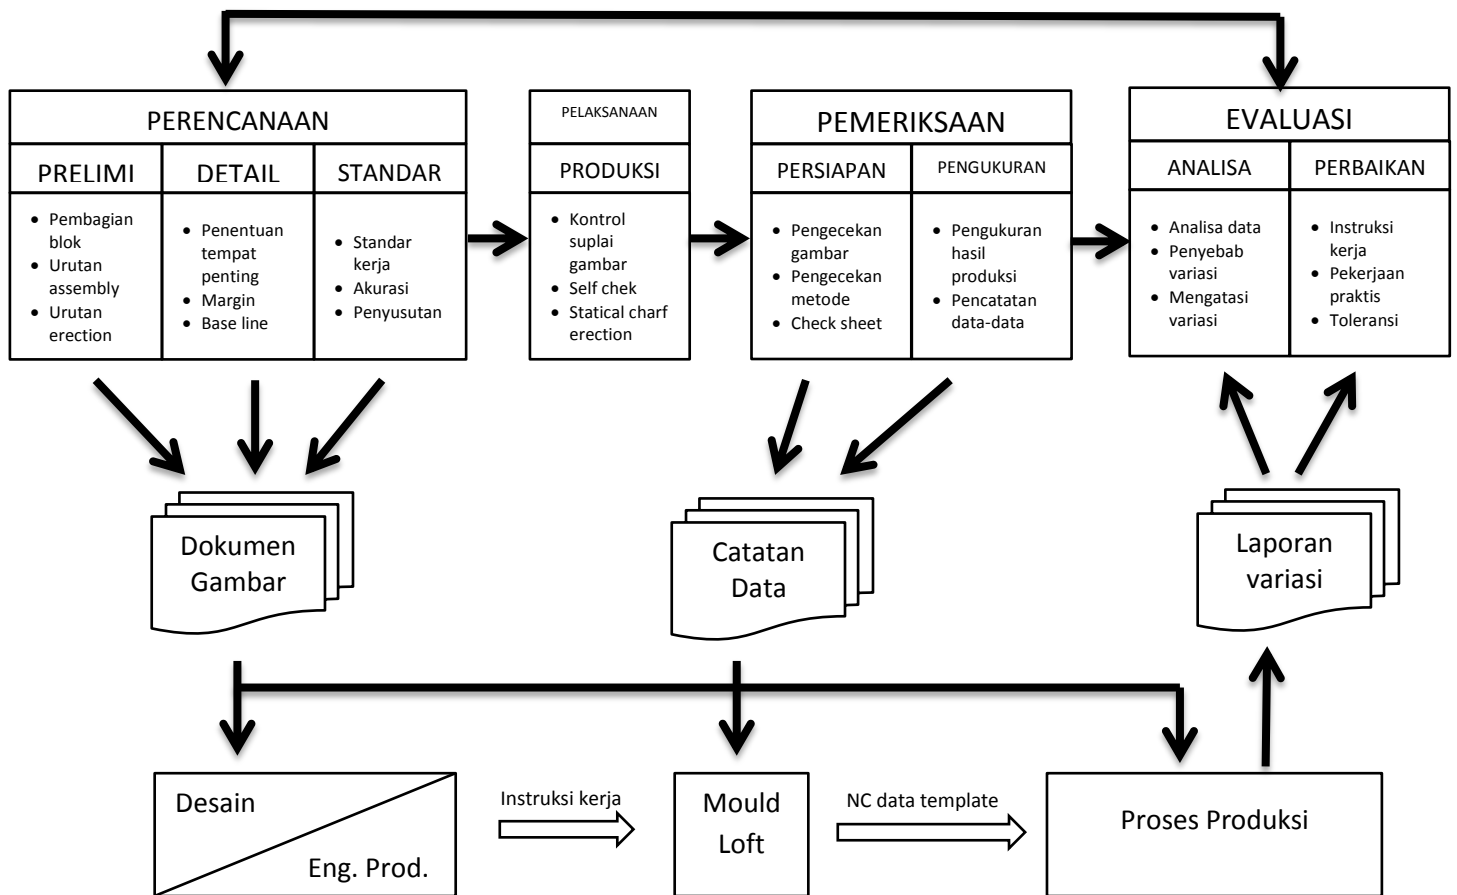 PERENCANAAN
PRELIMI
DETAIL
STANDAR
• Pembagian
blok
• Urutan
assembly
• Urutan
erection
• Penentuan
tempat
penting
• Margin
• Base line
• Standar
kerja
• Akurasi
• Penyusutan
PELAKSANAAN
PRODUKSI
• Kontrol
suplai
gambar
• Self chek
• Statical charf
erection
PEMERIKSAAN
PERSIAPAN
PENGUKURAN
• Pengecekan
gambar
• Pengecekan
metode
• Check sheet
• Pengukuran
hasil
produksi
• Pencatatan
data-data
EVALUASI
ANALISA
PERBAIKAN
• Analisa data
• Penyebab
variasi
• Mengatasi
variasi
• Instruksi
kerja
• Pekerjaan
praktis
• Toleransi
Dokumen
Gambar
Catatan
Data
Laporan
variasi
Desain
Eng. Prod.
Instruksi kerja
Mould
Loft
NC data template
Proses Produksi